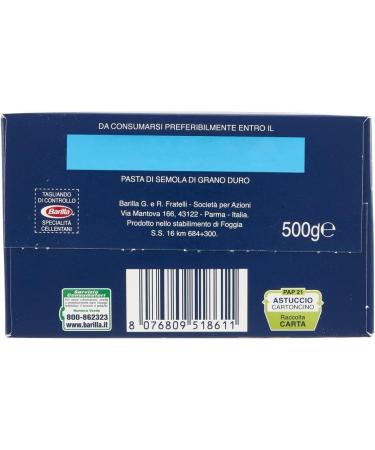 DA CONSUMARSI PREFERIBILMENTE ENTRO IL
PASTA DI SEMOLA DI GRANO DURO
TAGLIANDO
DI CONTROLLO
Barilla
SPECIALITÀ
CELLENTANI
Barilla G. e R. Fratelli - Società per Azioni
Via Mantova 166, 43122 - Parma - Italia.
Prodotto nello stabilimento di Foggia
S.S. 16 km 684+300.
500g℮
Servizio
Consumatori
Numero Verde
800-862323
www.barilla.it
8 076809 518611
PAP 21
ASTUCCIO
CARTONCINO
Raccolta
CARTA